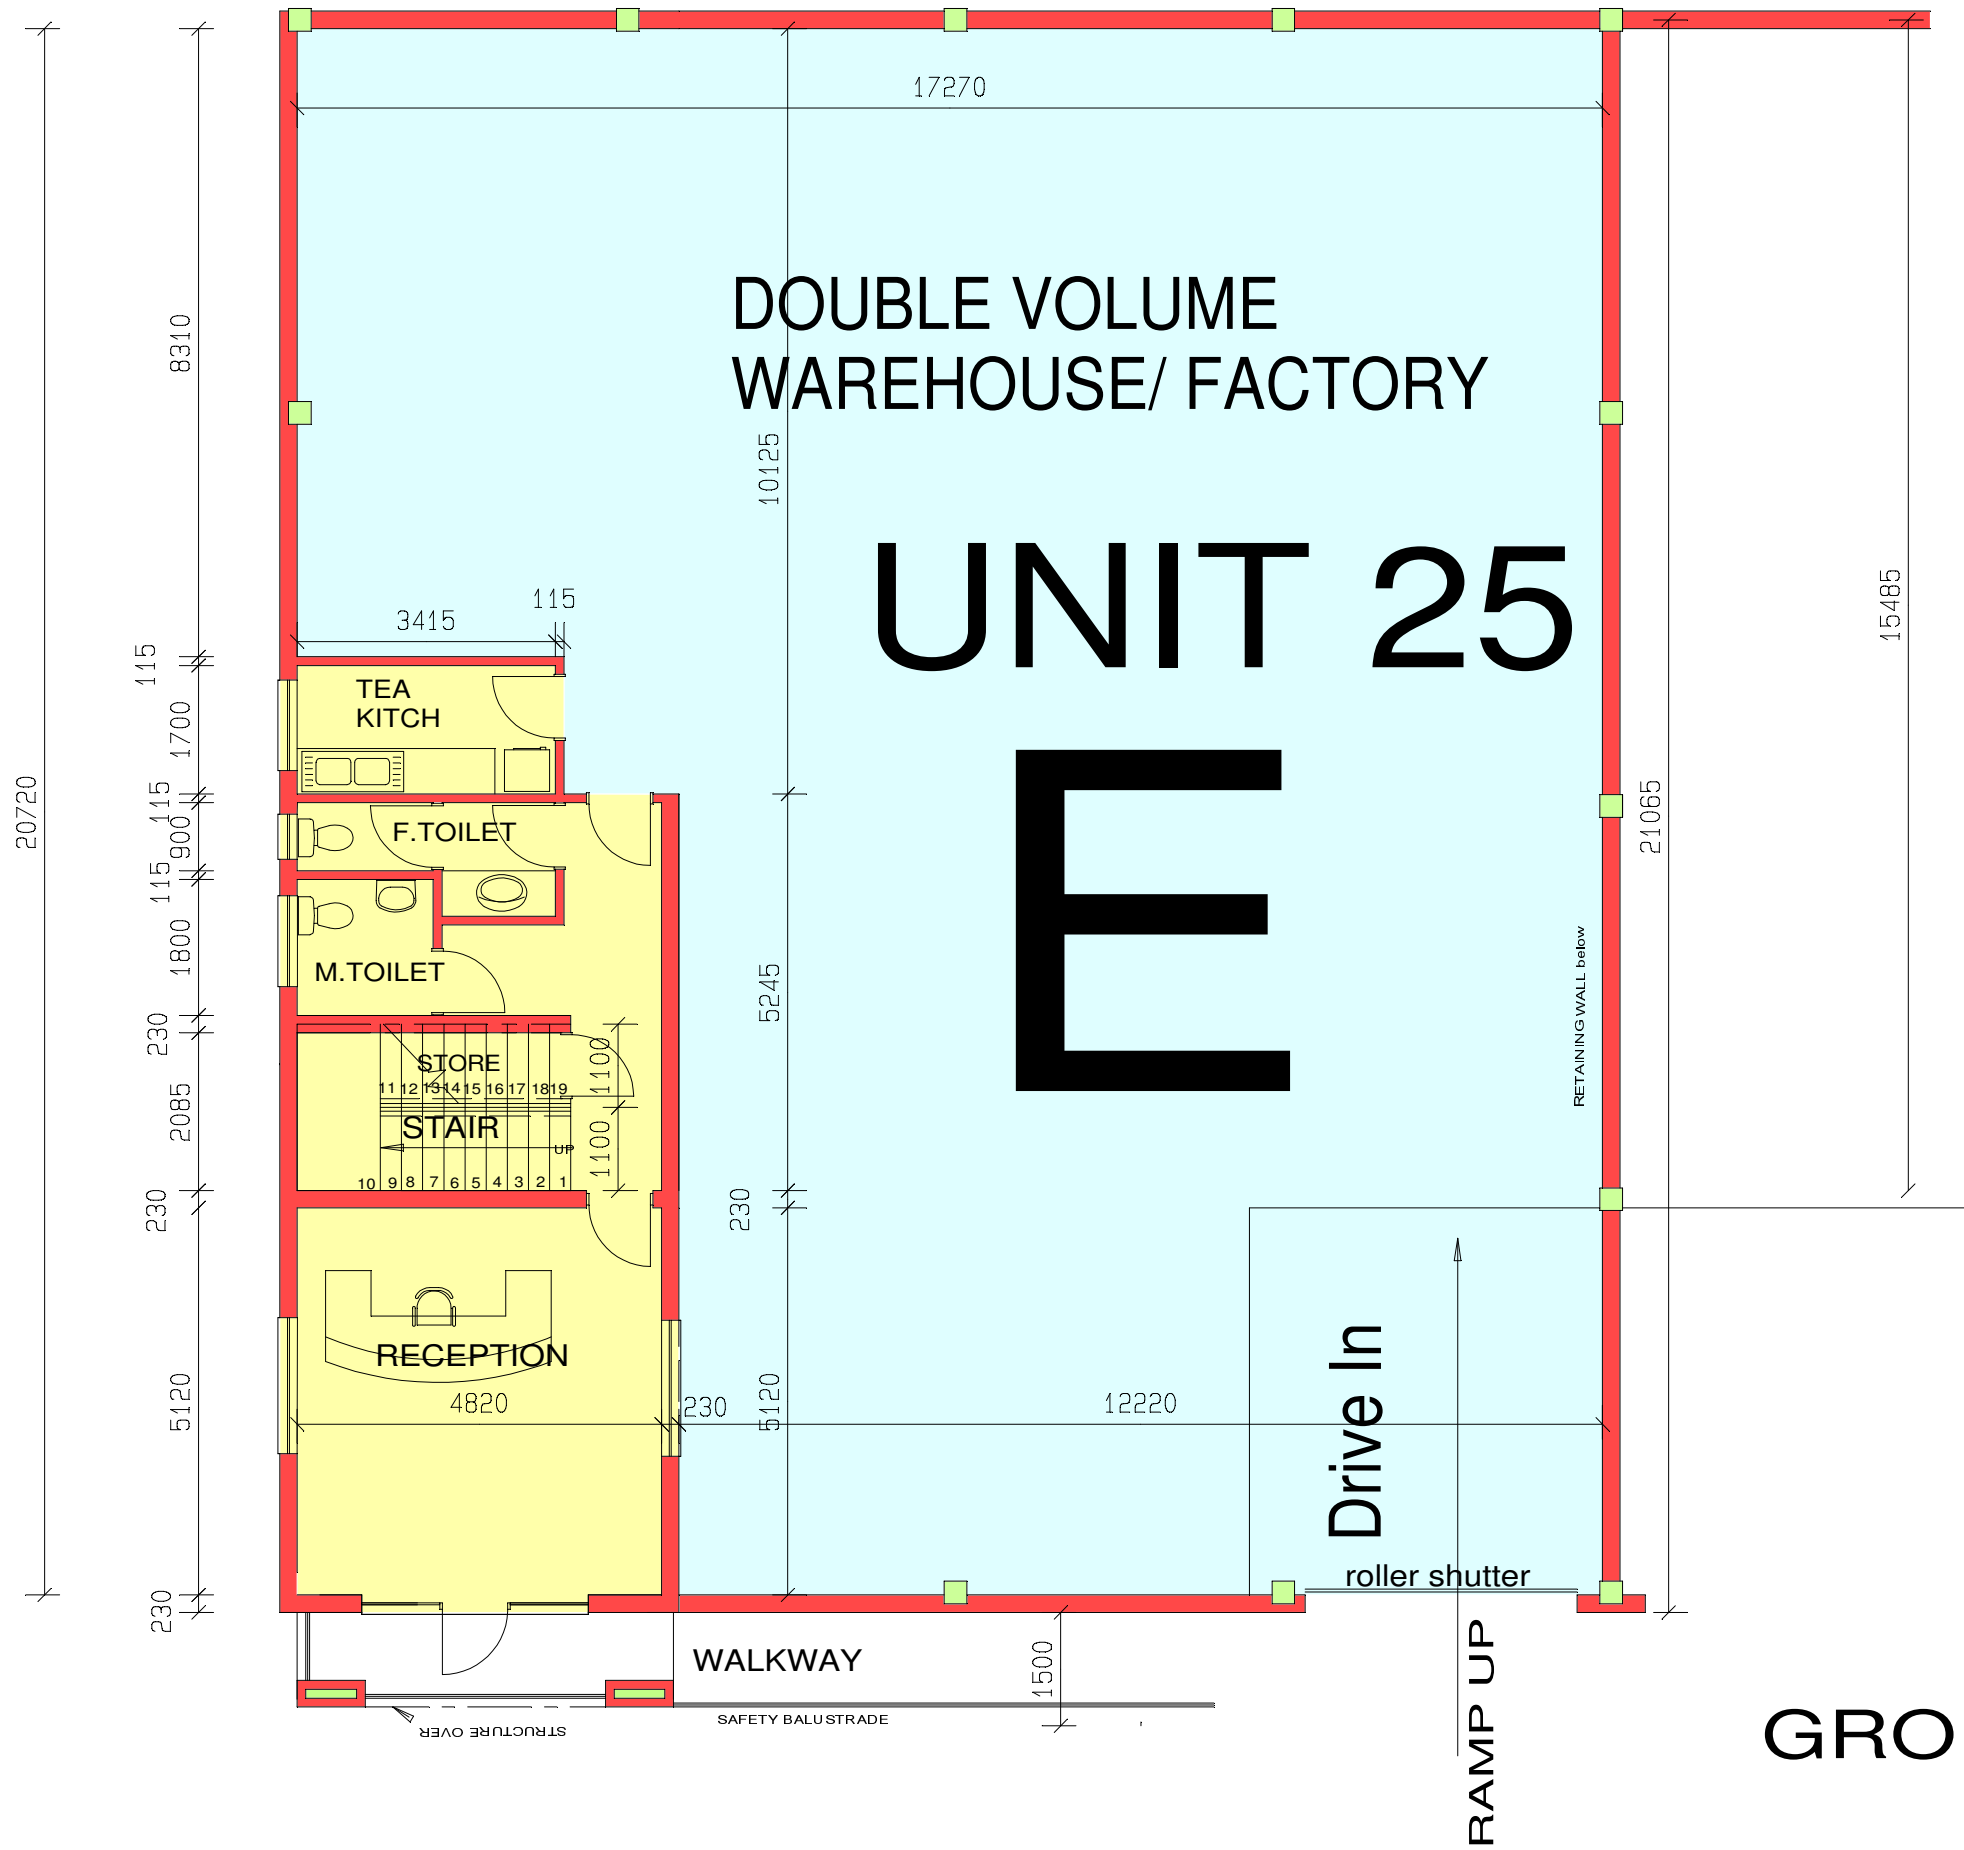 17270
DOUBLE VOLUME
WAREHOUSE/ FACTORY
8310
10125
UNIT 25
15485
115
3415
115
TEA
KITCH
1700
E
20720
21065
115
F.TOILET
900
115
1800
M.TOILET
5245
RETAINING WALL below
230
STORE
1100
11 12 13 14 15 16 17 18 19
2085
STAIR
UP
1100
10 9 8 7 6 5 4 3 2 1
230
230
RECEPTION
Drive In
5120
4820
230
5120
12220
roller shutter
230
WALKWAY
1500
RAMP UP
STRUCTURE OVER
SAFETY BALUSTRADE
GRO